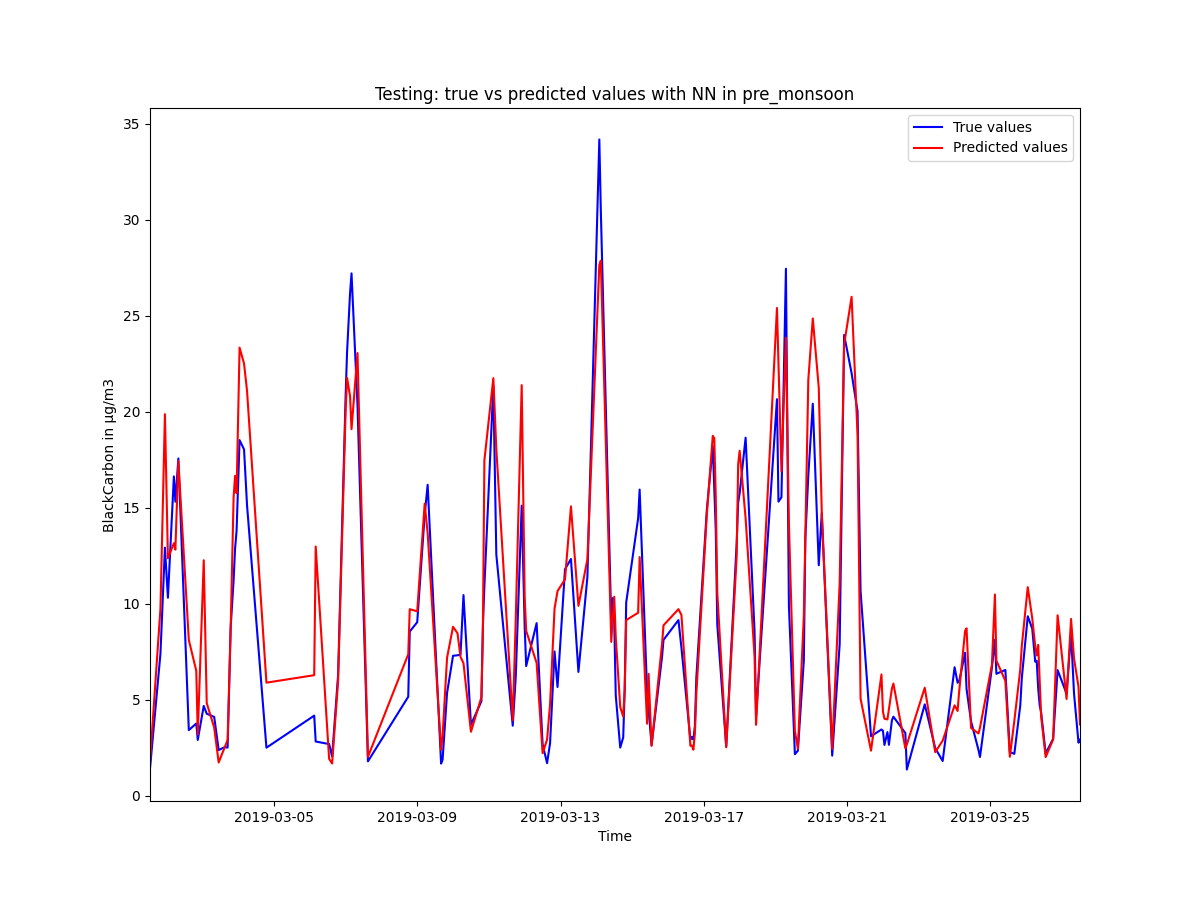 Testing: true vs predicted values with NN in pre_monsoon
True values
Predicted values
BlackCarbon in µg/m3
35
30
25
20
15
10
5
0
2019-03-05 2019-03-09 2019-03-13 2019-03-17 2019-03-21 2019-03-25
Time